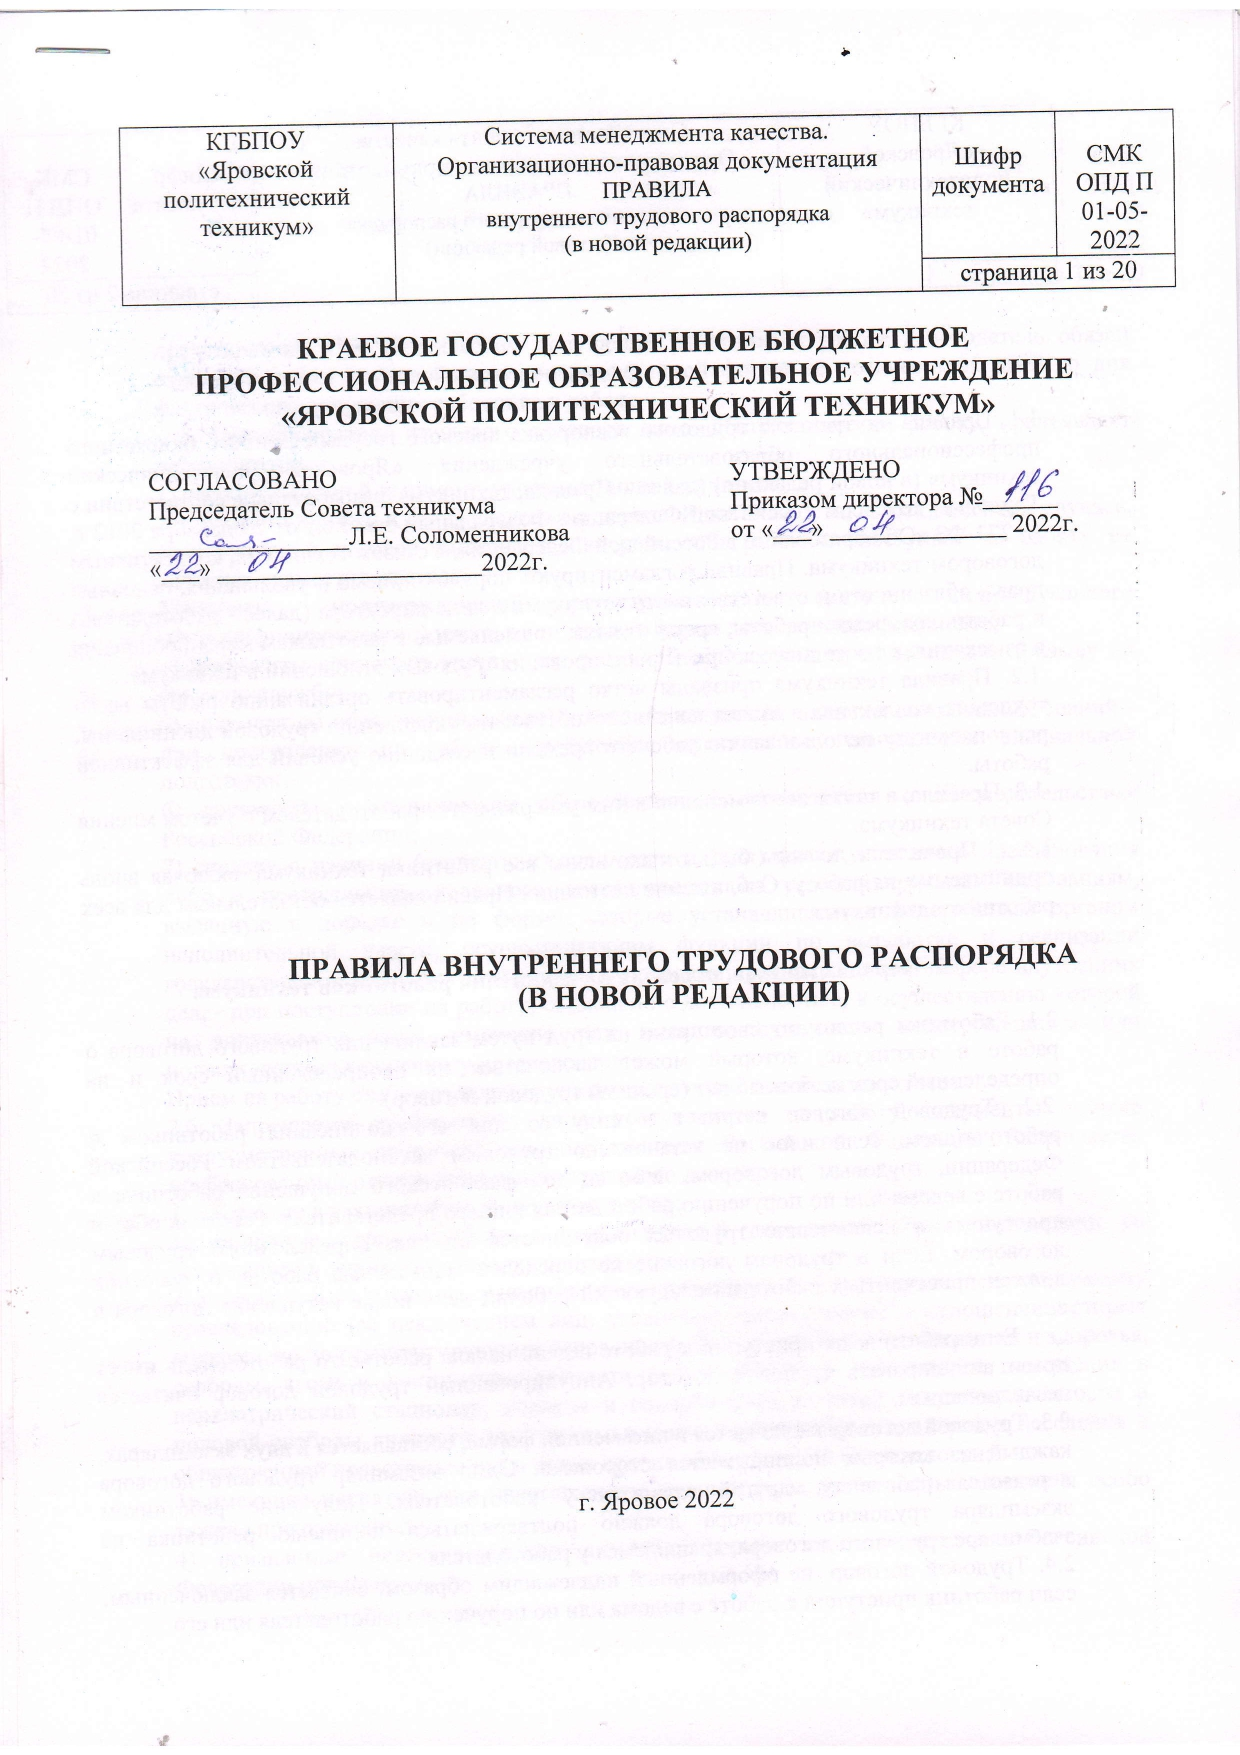 КГБПОУ
«Яровской
политехнический
техникум»
Система менеджмента качества.
Организационно-правовая документация
ПРАВИЛА
внутреннего трудового распорядка
(в новой редакции)
Шифр
документа
СМК
ОПД П
01-05-
2022
страница 1 из 20
КРАЕВОЕ ГОСУДАРСТВЕННОЕ БЮДЖЕТНОЕ
ПРОФЕССИОНАЛЬНОЕ ОБРАЗОВАТЕЛЬНОЕ УЧРЕЖДЕНИЕ
«ЯРОВСКОЙ ПОЛИТЕХНИЧЕСКИЙ ТЕХНИКУМ»
СОГЛАСОВАНО
Председатель Совета техникума
Л.Е. Соломенникова
«22» 04 2022г.
УТВЕРЖДЕНО
Приказом директора № 116
от «22» 04 2022г.
ПРАВИЛА ВНУТРЕННЕГО ТРУДОВОГО РАСПОРЯДКА
(В НОВОЙ РЕДАКЦИИ)
г. Яровое 2022